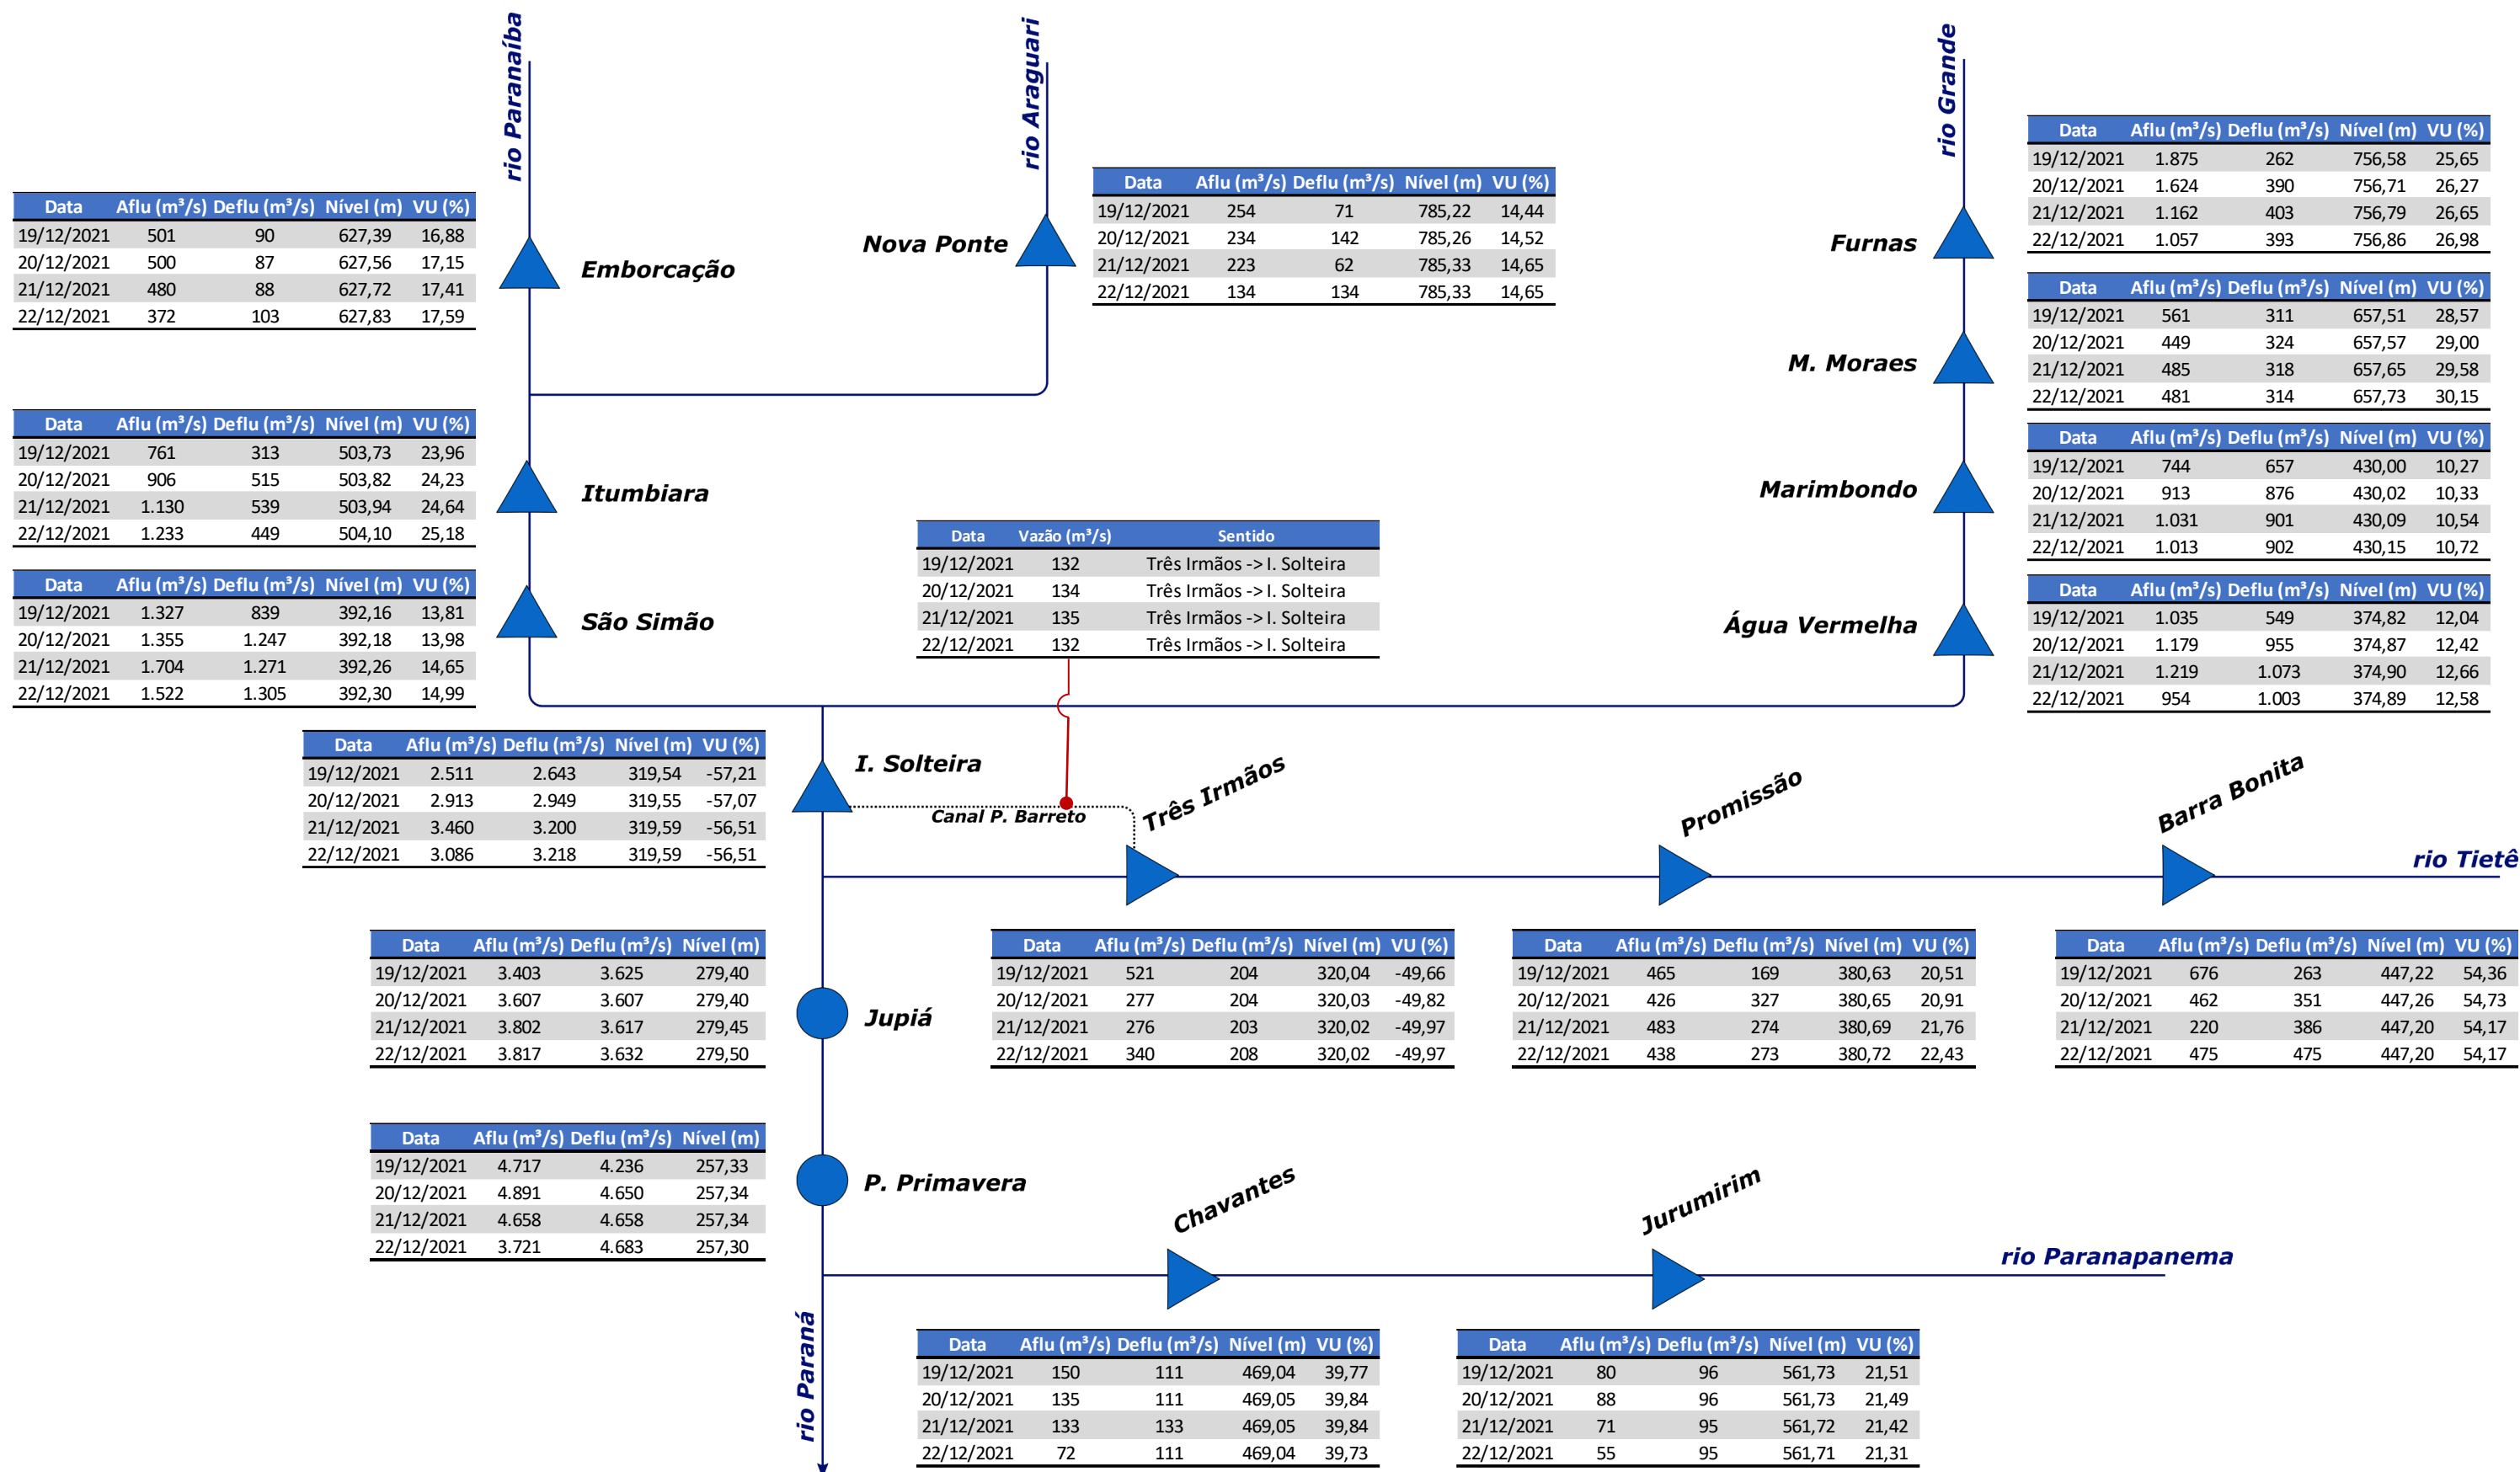 rio Paranaíba
rio Araguari
rio Grande
Data Aflu (m³/s) Deflu (m³/s) Nível (m) VU (%)
19/12/2021 1.875 262 756,58 25,65
20/12/2021 1.624 390 756,71 26,27
21/12/2021 1.162 403 756,79 26,65
22/12/2021 1.057 393 756,86 26,98
Furnas
Data Aflu (m³/s) Deflu (m³/s) Nível (m) VU (%)
19/12/2021 254 71 785,22 14,44
20/12/2021 234 142 785,26 14,52
21/12/2021 223 62 785,33 14,65
22/12/2021 134 134 785,33 14,65
Nova Ponte
Data Aflu (m³/s) Deflu (m³/s) Nível (m) VU (%)
19/12/2021 501 90 627,39 16,88
20/12/2021 500 87 627,56 17,15
21/12/2021 480 88 627,72 17,41
22/12/2021 372 103 627,83 17,59
Emborcação
Data Aflu (m³/s) Deflu (m³/s) Nível (m) VU (%)
19/12/2021 561 311 657,51 28,57
20/12/2021 449 324 657,57 29,00
21/12/2021 485 318 657,65 29,58
22/12/2021 481 314 657,73 30,15
M. Moraes
Data Aflu (m³/s) Deflu (m³/s) Nível (m) VU (%)
19/12/2021 761 313 503,73 23,96
20/12/2021 906 515 503,82 24,23
21/12/2021 1.130 539 503,94 24,64
22/12/2021 1.233 449 504,10 25,18
Itumbiara
Data Aflu (m³/s) Deflu (m³/s) Nível (m) VU (%)
19/12/2021 744 657 430,00 10,27
20/12/2021 913 876 430,02 10,33
21/12/2021 1.031 901 430,09 10,54
22/12/2021 1.013 902 430,15 10,72
Marimbondo
Data Vazão (m³/s) Sentido
19/12/2021 132 Três Irmãos -> I. Solteira
20/12/2021 134 Três Irmãos -> I. Solteira
21/12/2021 135 Três Irmãos -> I. Solteira
22/12/2021 132 Três Irmãos -> I. Solteira
Data Aflu (m³/s) Deflu (m³/s) Nível (m) VU (%)
19/12/2021 1.327 839 392,16 13,81
20/12/2021 1.355 1.247 392,18 13,98
21/12/2021 1.704 1.271 392,26 14,65
22/12/2021 1.522 1.305 392,30 14,99
São Simão
Data Aflu (m³/s) Deflu (m³/s) Nível (m) VU (%)
19/12/2021 1.035 549 374,82 12,04
20/12/2021 1.179 955 374,87 12,42
21/12/2021 1.219 1.073 374,90 12,66
22/12/2021 954 1.003 374,89 12,58
Água Vermelha
Data Aflu (m³/s) Deflu (m³/s) Nível (m) VU (%)
19/12/2021 2.511 2.643 319,54 -57,21
20/12/2021 2.913 2.949 319,55 -57,07
21/12/2021 3.460 3.200 319,59 -56,51
22/12/2021 3.086 3.218 319,59 -56,51
I. Solteira
Canal P. Barreto
Três Irmãos
Promissão
Barra Bonita
rio Tietê
Data Aflu (m³/s) Deflu (m³/s) Nível (m)
19/12/2021 3.403 3.625 279,40
20/12/2021 3.607 3.607 279,40
21/12/2021 3.802 3.617 279,45
22/12/2021 3.817 3.632 279,50
Jupiá
Data Aflu (m³/s) Deflu (m³/s) Nível (m) VU (%)
19/12/2021 521 204 320,04 -49,66
20/12/2021 277 204 320,03 -49,82
21/12/2021 276 203 320,02 -49,97
22/12/2021 340 208 320,02 -49,97
Data Aflu (m³/s) Deflu (m³/s) Nível (m) VU (%)
19/12/2021 465 169 380,63 20,51
20/12/2021 426 327 380,65 20,91
21/12/2021 483 274 380,69 21,76
22/12/2021 438 273 380,72 22,43
Data Aflu (m³/s) Deflu (m³/s) Nível (m) VU (%)
19/12/2021 676 263 447,22 54,36
20/12/2021 462 351 447,26 54,73
21/12/2021 220 386 447,20 54,17
22/12/2021 475 475 447,20 54,17
Data Aflu (m³/s) Deflu (m³/s) Nível (m)
19/12/2021 4.717 4.236 257,33
20/12/2021 4.891 4.650 257,34
21/12/2021 4.658 4.658 257,34
22/12/2021 3.721 4.683 257,30
P. Primavera
Chavantes
Jurumirim
rio Paranapanema
rio Paraná
Data Aflu (m³/s) Deflu (m³/s) Nível (m) VU (%)
19/12/2021 150 111 469,04 39,77
20/12/2021 135 111 469,05 39,84
21/12/2021 133 133 469,05 39,84
22/12/2021 72 111 469,04 39,73
Data Aflu (m³/s) Deflu (m³/s) Nível (m) VU (%)
19/12/2021 80 96 561,73 21,51
20/12/2021 88 96 561,73 21,49
21/12/2021 71 95 561,72 21,42
22/12/2021 55 95 561,71 21,31